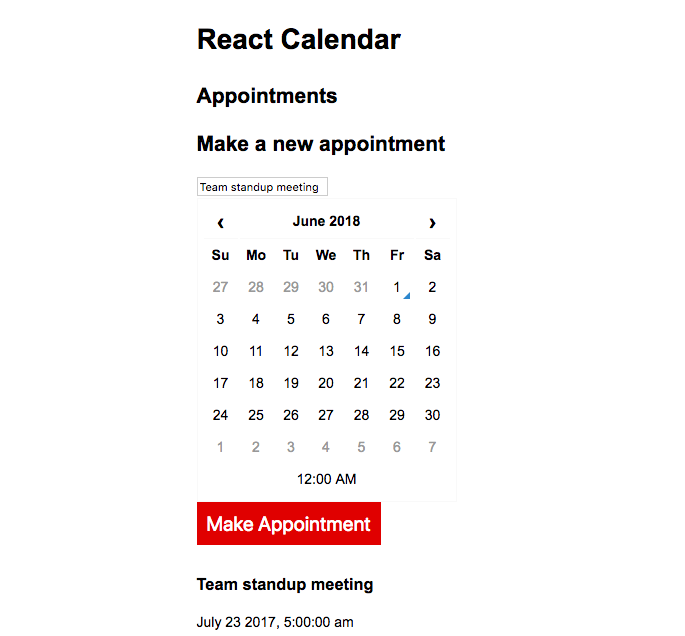 React Calendar
Appointments
Make a new appointment
Team standup meeting
‹ June 2018 ›
Su Mo Tu We Th Fr Sa
27 28 29 30 31 1 2
3 4 5 6 7 8 9
10 11 12 13 14 15 16
17 18 19 20 21 22 23
24 25 26 27 28 29 30
1 2 3 4 5 6 7
12:00 AM
Make Appointment
Team standup meeting
July 23 2017, 5:00:00 am